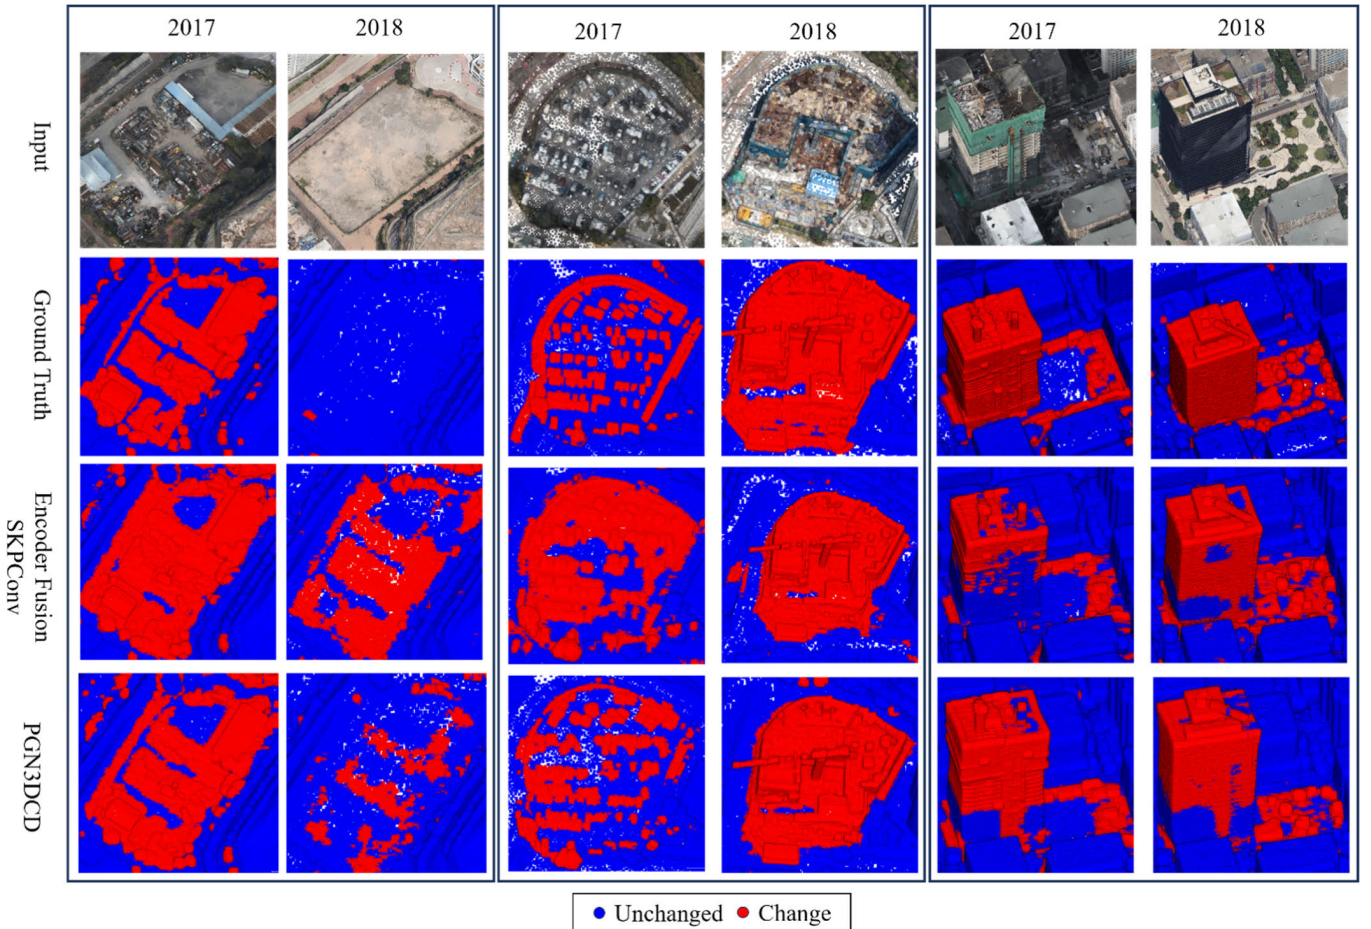 2017 2018 2017 2018 2017 2018
Input
Ground Truth
Encoder Fusion
SKPConv
PGN3DCD
Unchanged Change